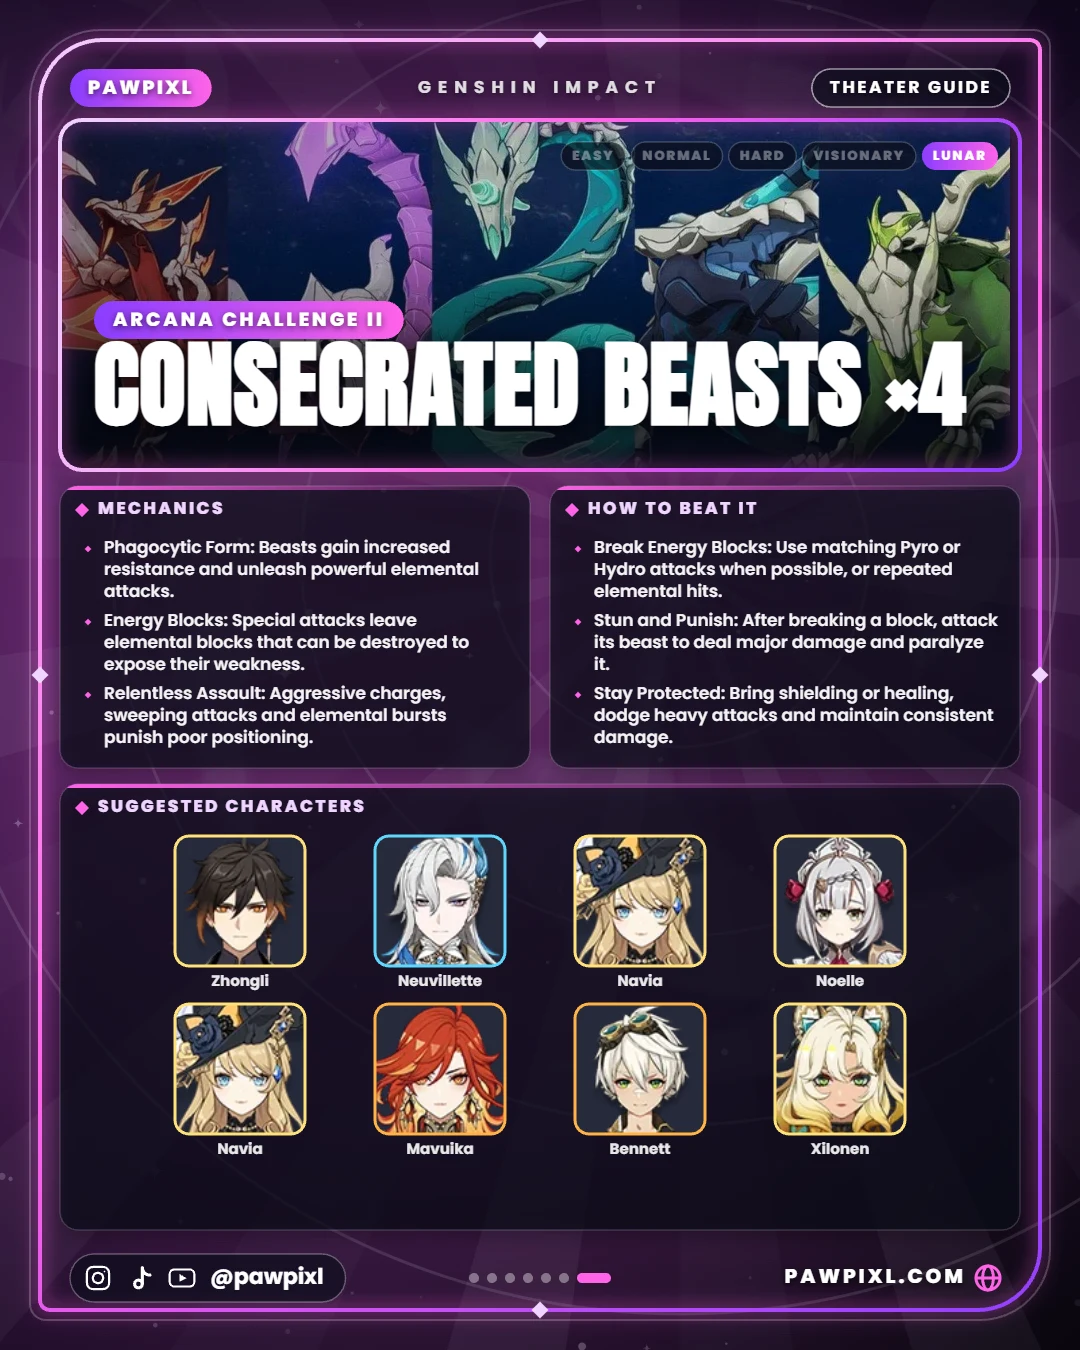 PAWPIXL
GENSHIN IMPACT
THEATER GUIDE
EASY
NORMAL
HARD
VISIONARY
LUNAR
ARCANA CHALLENGE II
CONSECRATED BEASTS ×4
MECHANICS
Phagocytic Form: Beasts gain increased
resistance and unleash powerful elemental
attacks.
Energy Blocks: Special attacks leave
elemental blocks that can be destroyed to
expose their weakness.
Relentless Assault: Aggressive charges,
sweeping attacks and elemental bursts
punish poor positioning.
HOW TO BEAT IT
Break Energy Blocks: Use matching Pyro or
Hydro attacks when possible, or repeated
elemental hits.
Stun and Punish: After breaking a block, attack
its beast to deal major damage and paralyze
it.
Stay Protected: Bring shielding or healing,
dodge heavy attacks and maintain consistent
damage.
SUGGESTED CHARACTERS
Zhongli
Neuvillette
Navia
Noelle
Navia
Mavuika
Bennett
Xilonen
@pawpixl
PAWPIXL.COM